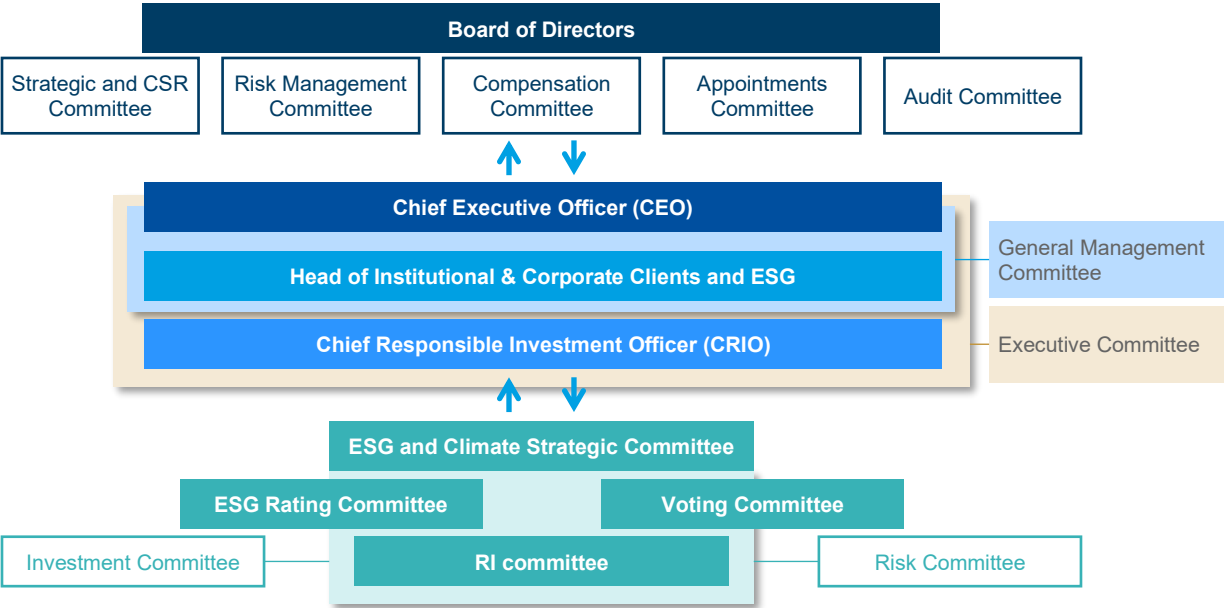 Board of Directors
Strategic and CSR
Committee
Risk Management
Committee
Compensation
Committee
Appointments
Committee
Audit Committee
Chief Executive Officer (CEO)
General Management
Committee
Head of Institutional & Corporate Clients and ESG
Chief Responsible Investment Officer (CRIO)
Executive Committee
ESG and Climate Strategic Committee
ESG Rating Committee
Voting Committee
Investment Committee
RI committee
Risk Committee